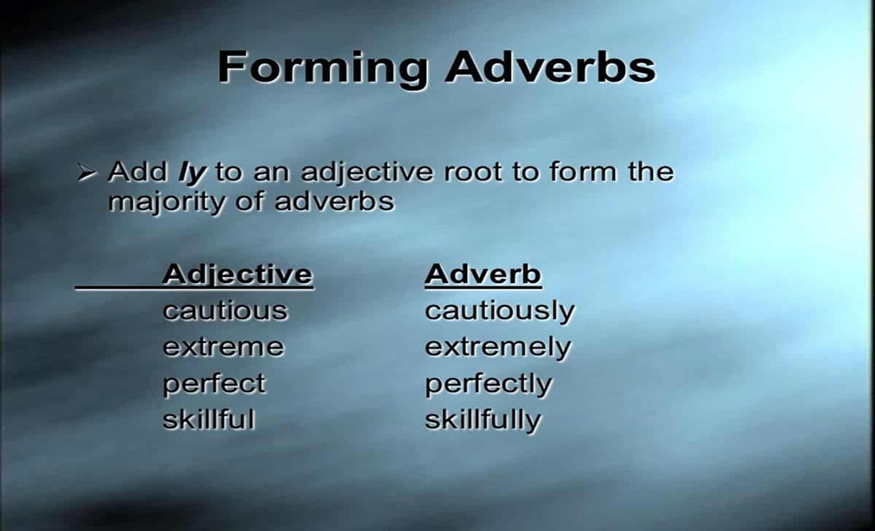 Forming Adverbs
➢ Add ly to an adjective root to form the
majority of adverbs
Adjective Adverb
cautious cautiously
extreme extremely
perfect perfectly
skillful skillfully